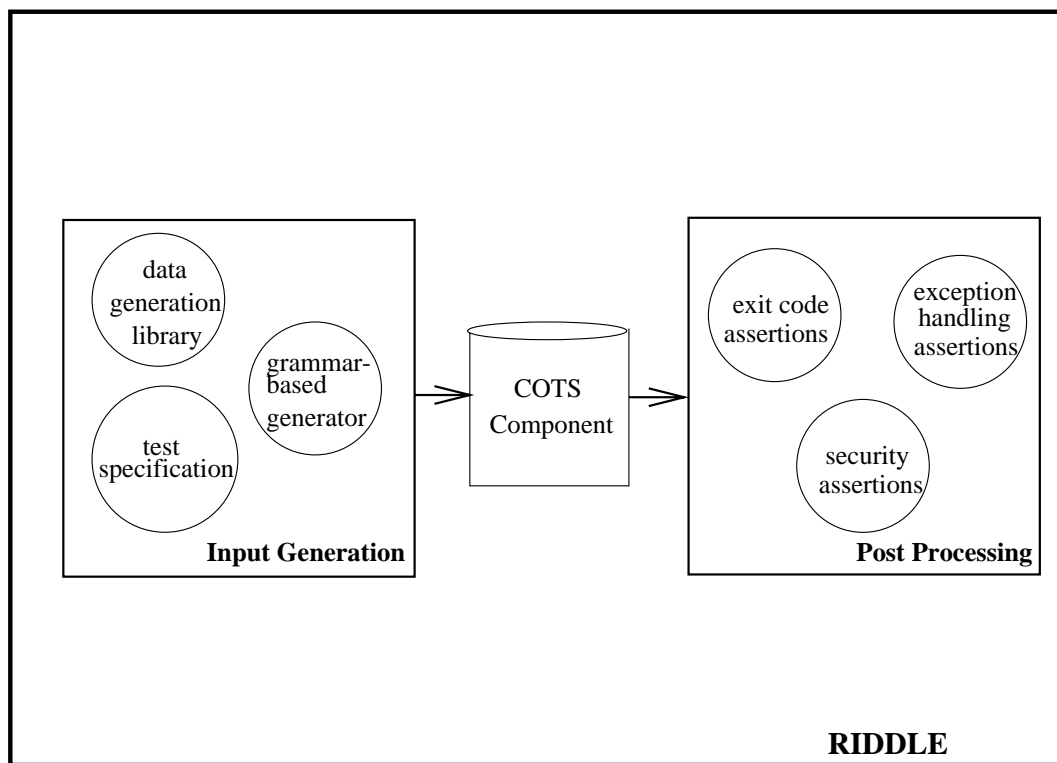 data
generation
library
grammar-
based
generator
test
specification
Input Generation
COTS
Component
exit code
assertions
exception
handling
assertions
security
assertions
Post Processing
RIDDLE